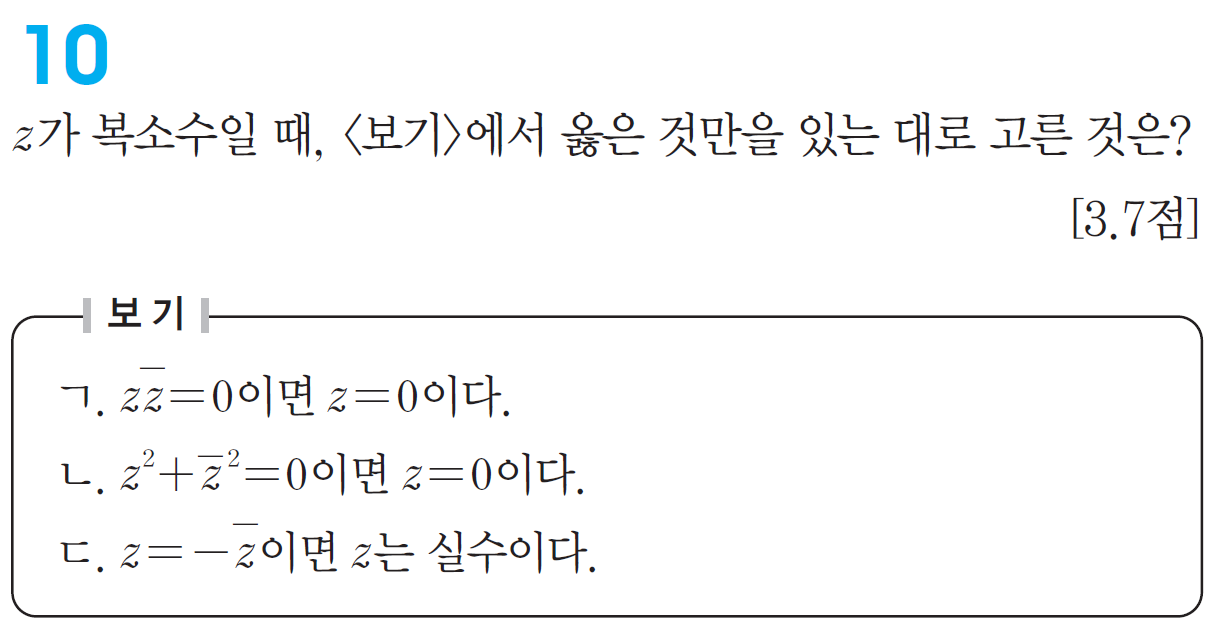 10
z가 복소수일 때, 〈보기〉에서 옳은 것만을 있는 대로 고른 것은?
[3.7점]
보 기
ㄱ. zz̅=0이면 z=0이다.
ㄴ. z²+z̅²=0이면 z=0이다.
ㄷ. z=-z̅이면 z는 실수이다.